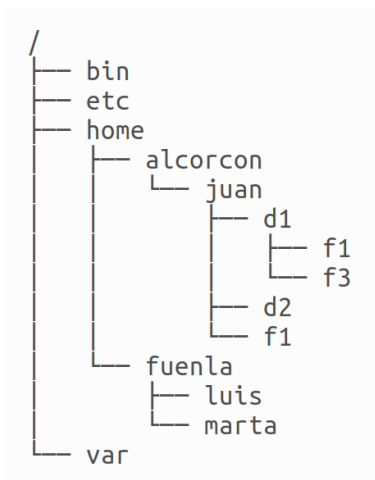 /
├── bin
├── etc
├── home
│   ├── alcorcon
│   │   └── juan
│   │       ├── d1
│   │       │   ├── f1
│   │       │   └── f3
│   │       ├── d2
│   │       └── f1
│   └── fuenla
│       ├── luis
│       └── marta
└── var